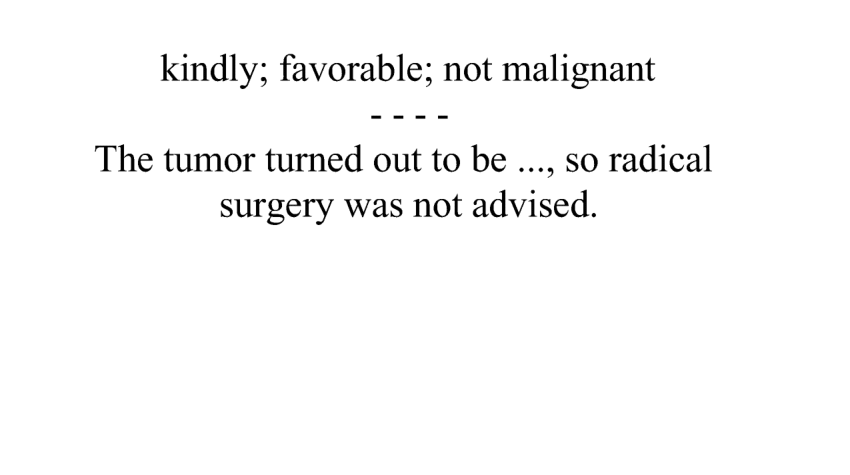 kindly; favorable; not malignant
- - - -
The tumor turned out to be ..., so radical
surgery was not advised.